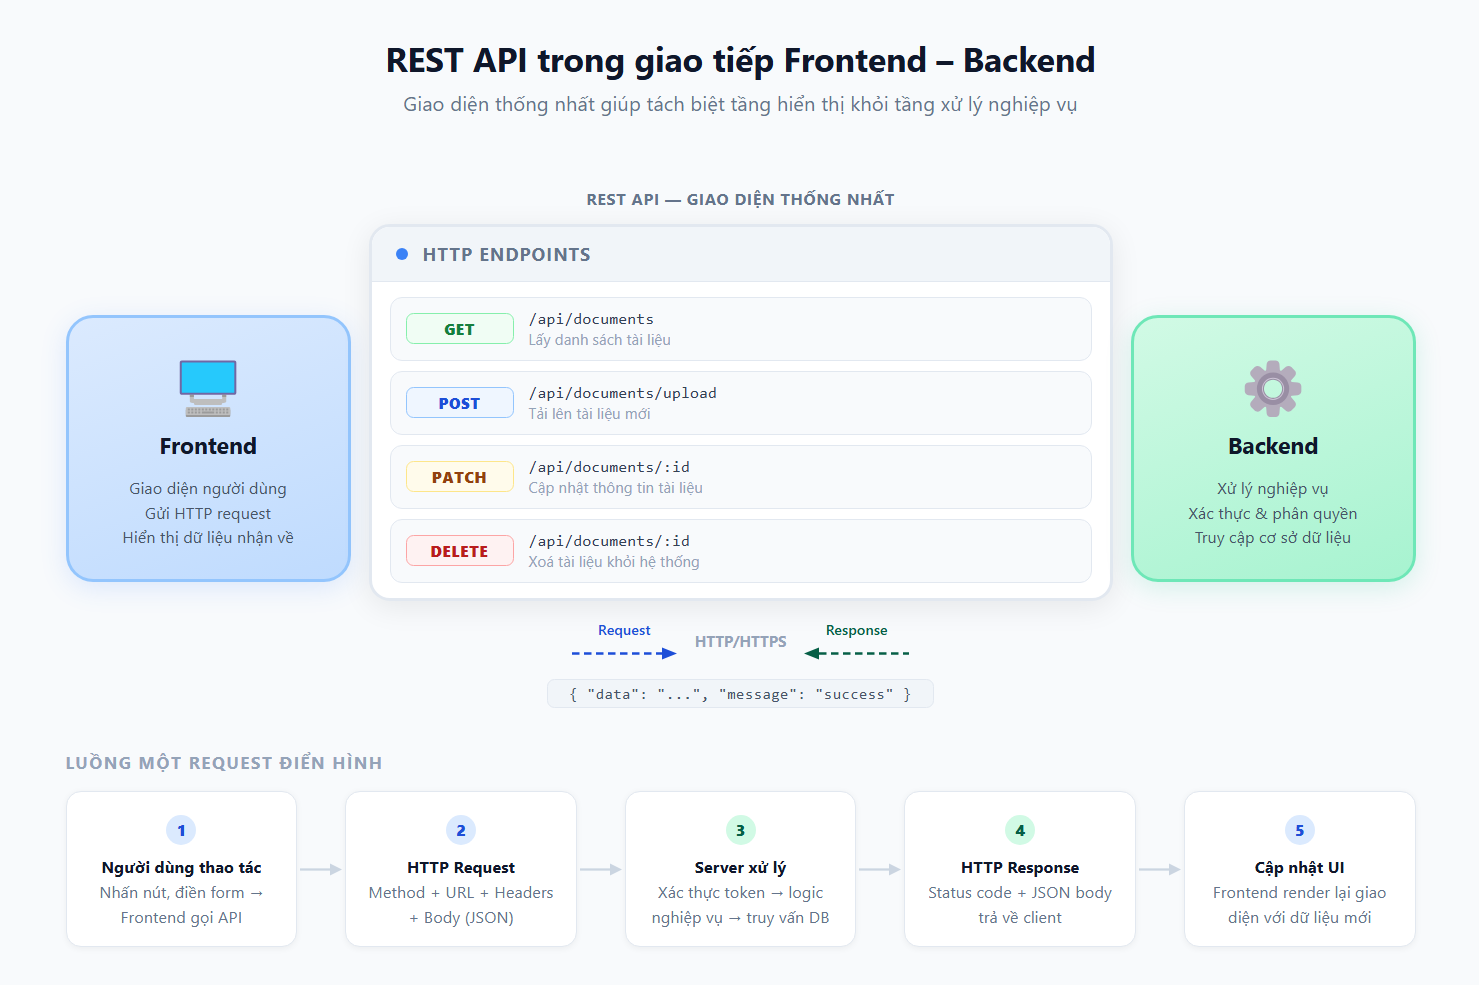 REST API trong giao tiếp Frontend – Backend
Giao diện thống nhất giúp tách biệt tầng hiển thị khỏi tầng xử lý nghiệp vụ
REST API — GIAO DIỆN THỐNG NHẤT
HTTP ENDPOINTS
GET
/api/documents
Lấy danh sách tài liệu
POST
/api/documents/upload
Tải lên tài liệu mới
PATCH
/api/documents/:id
Cập nhật thông tin tài liệu
DELETE
/api/documents/:id
Xoá tài liệu khỏi hệ thống
Frontend
Giao diện người dùng
Gửi HTTP request
Hiển thị dữ liệu nhận về
Backend
Xử lý nghiệp vụ
Xác thực & phân quyền
Truy cập cơ sở dữ liệu
Request
HTTP/HTTPS
Response
{ "data": "...", "message": "success" }
LUỒNG MỘT REQUEST ĐIỂN HÌNH
1
Người dùng thao tác
Nhấn nút, điền form →
Frontend gọi API
2
HTTP Request
Method + URL + Headers
+ Body (JSON)
3
Server xử lý
Xác thực token → logic
nghiệp vụ → truy vấn DB
4
HTTP Response
Status code + JSON body
trả về client
5
Cập nhật UI
Frontend render lại giao
diện với dữ liệu mới